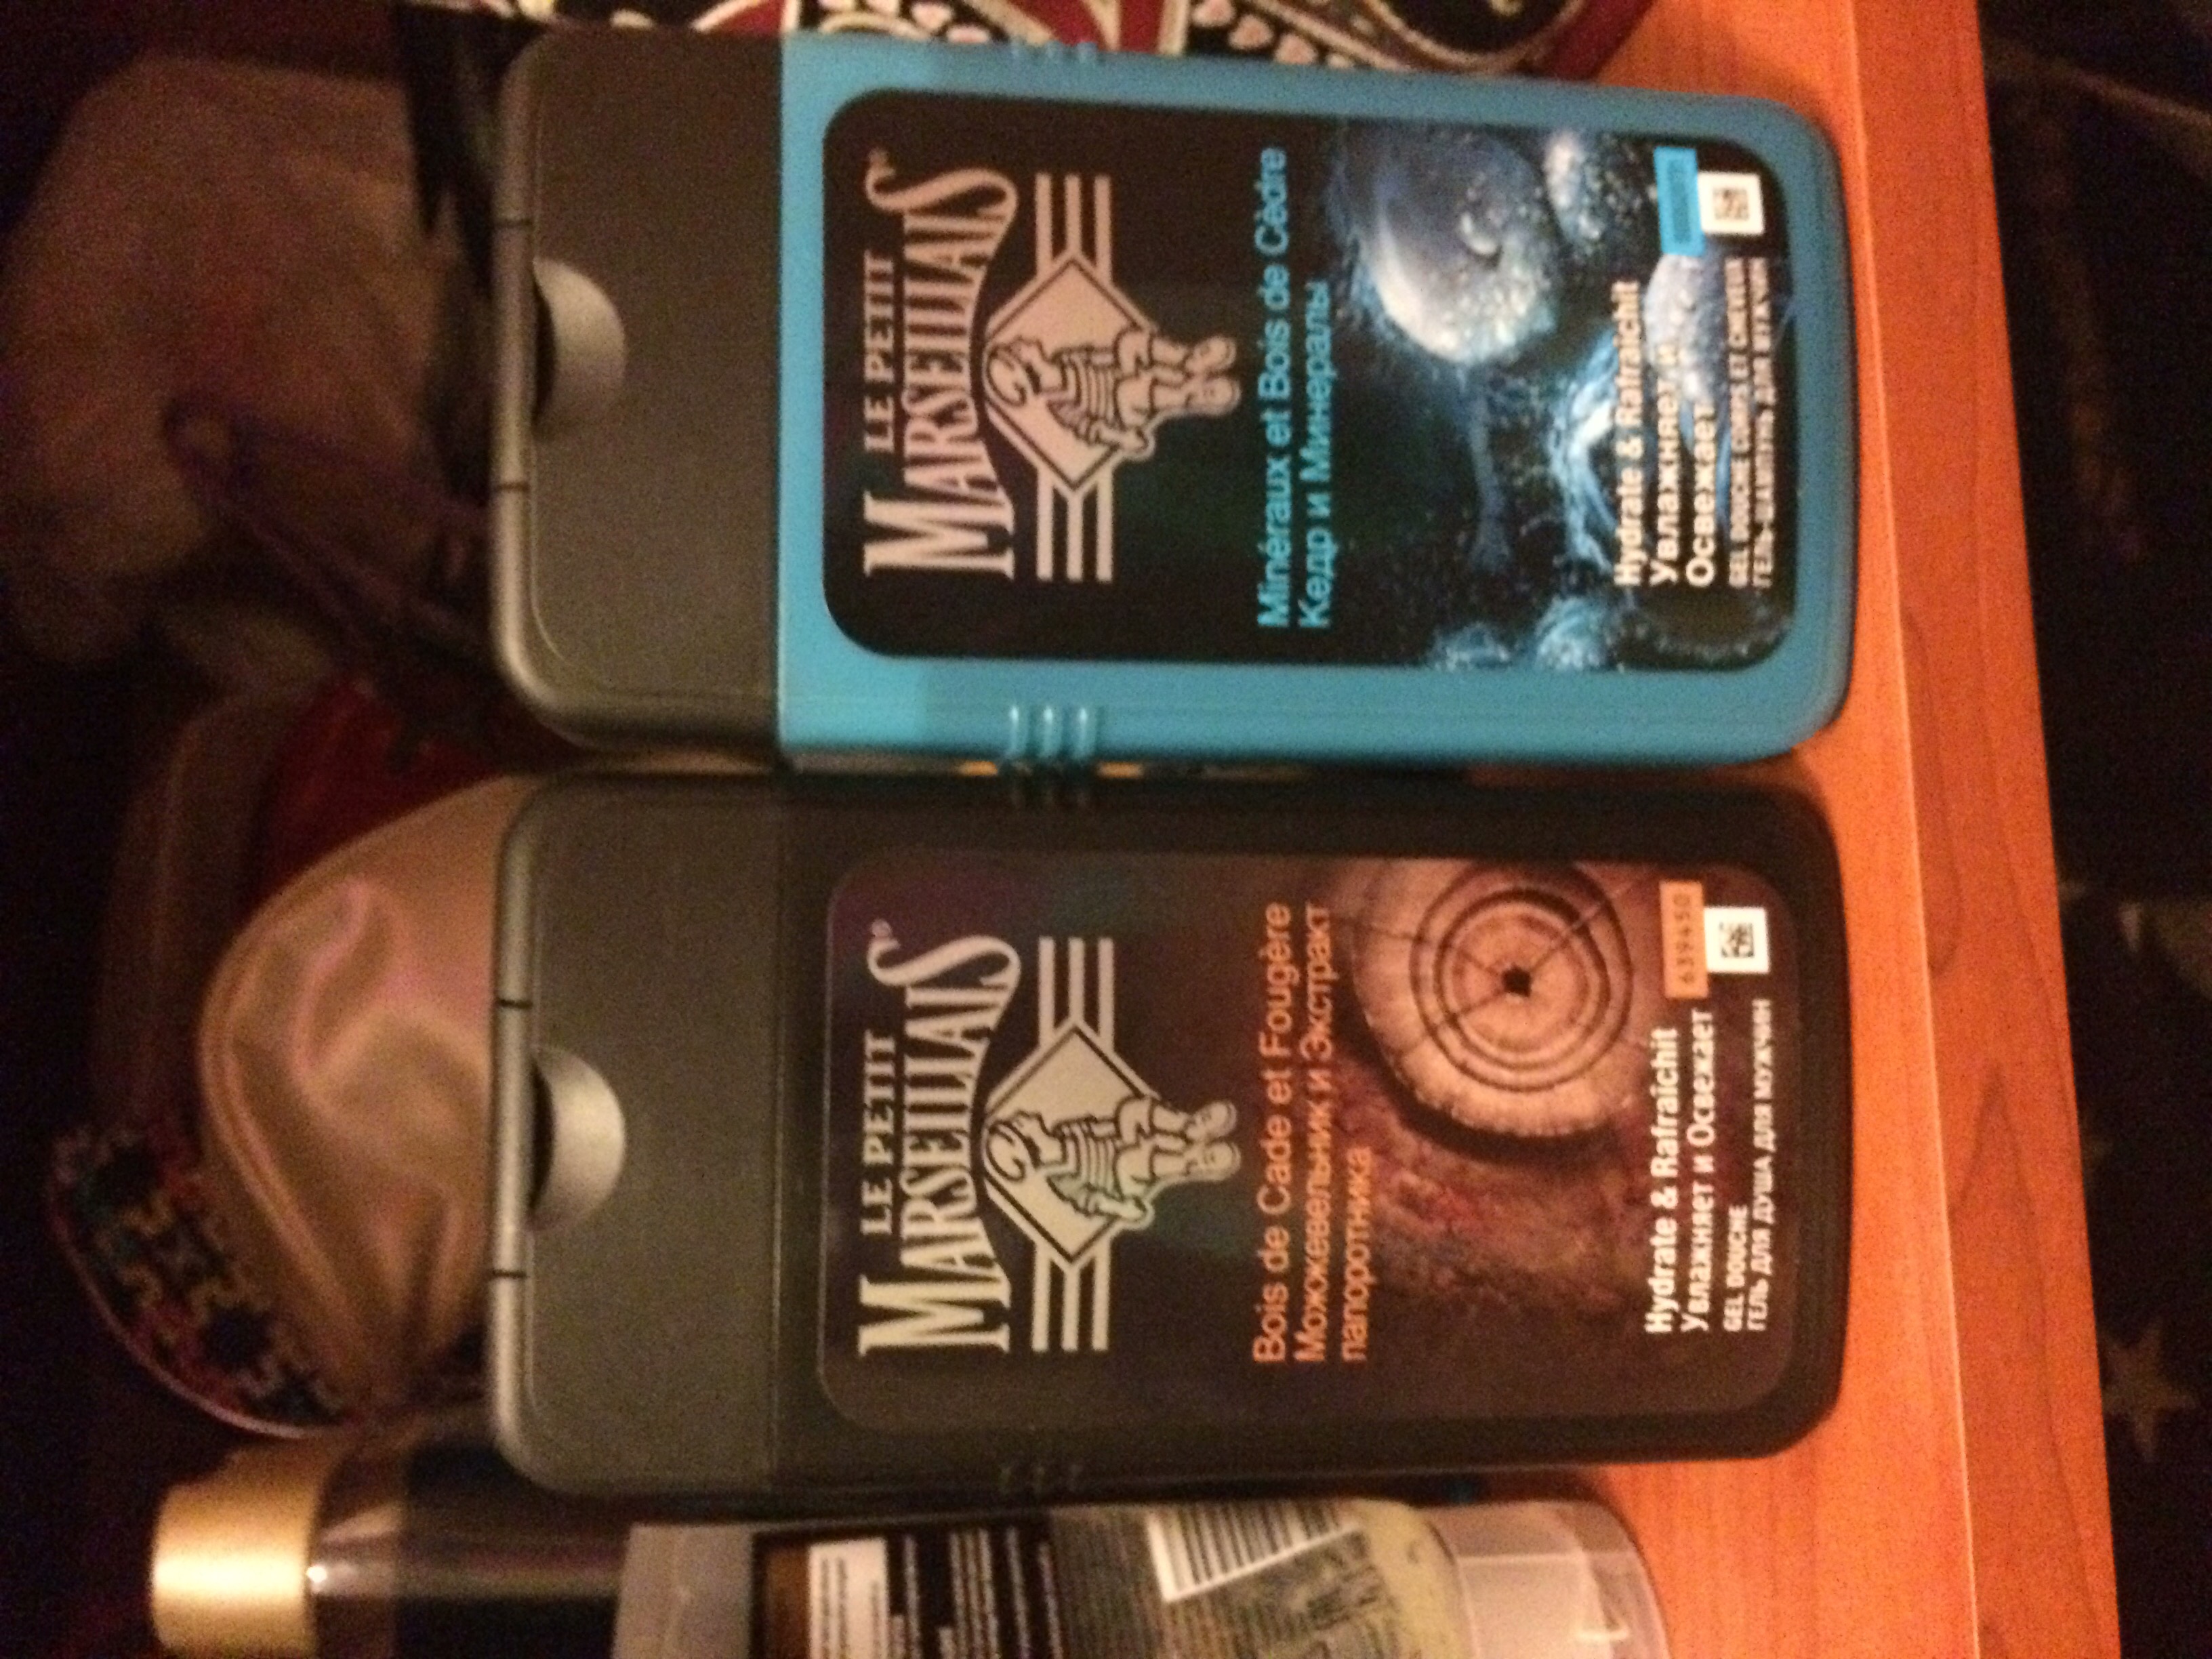 LE PETIT
MARSEILLAIS®
Bois de Cade et Fougère
Можжевельник и Экстракт
папоротника
Hydrate & Rafraîchit
Увлажняет и Освежает
639450
GEL DOUCHE
ГЕЛЬ ДЛЯ ДУША ДЛЯ МУЖЧИН
LE PETIT
MARSEILLAIS®
Minéraux et Bois de Cèdre
Кедр и Минералы
Hydrate & Rafraîchit
Увлажняет и
Освежает
GEL DOUCHE CORPS ET CHEVEUX
ГЕЛЬ-ШАМПУНЬ ДЛЯ МУЖЧИН